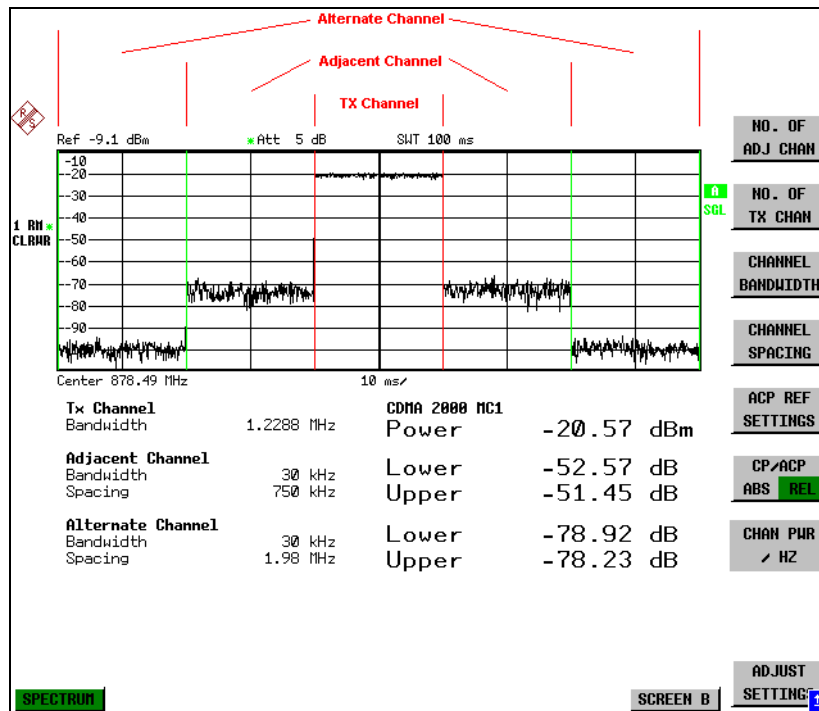 Alternate Channel
Adjacent Channel
TX Channel
R S
Ref -9.1 dBm *Att 5 dB SWT 100 ms
-10
-20
-30
-40
-50
-60
-70
-80
-90
1 RM *
CLRWR
A
SGL
Center 878.49 MHz 10 ms/
Tx Channel CDMA 2000 MC1
Bandwidth 1.2288 MHz Power -20.57 dBm
Adjacent Channel
Bandwidth 30 kHz Lower -52.57 dB
Spacing 750 kHz Upper -51.45 dB
Alternate Channel
Bandwidth 30 kHz Lower -78.92 dB
Spacing 1.98 MHz Upper -78.23 dB
NO. OF
ADJ CHAN
NO. OF
TX CHAN
CHANNEL
BANDWIDTH
CHANNEL
SPACING
ACP REF
SETTINGS
CP/ACP
ABS REL
CHAN PWR
/ HZ
ADJUST
SETTINGS
1
SPECTRUM SCREEN B